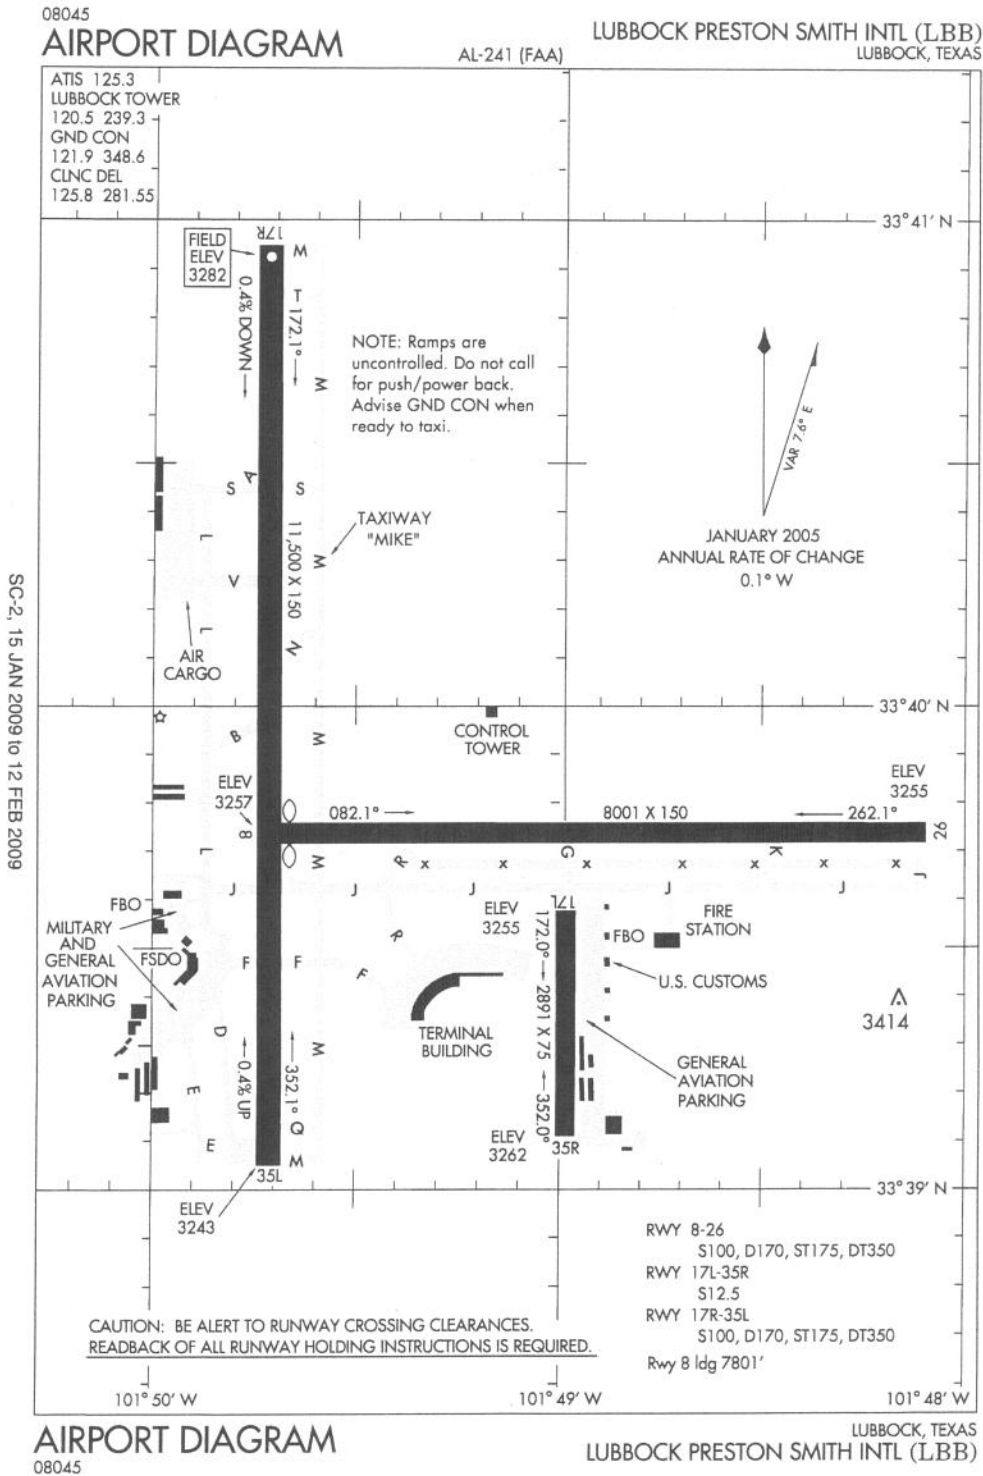 08045
AIRPORT DIAGRAM
AL-241 (FAA)
LUBBOCK PRESTON SMITH INTL (LBB)
LUBBOCK, TEXAS
ATIS 125.3
LUBBOCK TOWER
120.5 239.3
GND CON
121.9 348.6
CLNC DEL
125.8 281.55
33°41' N
17R
FIELD
ELEV
3282
M
T
0.4% DOWN
172.1°
NOTE: Ramps are
uncontrolled. Do not call
for push/power back.
Advise GND CON when
ready to taxi.
M
VAR 7.6° E
JANUARY 2005
ANNUAL RATE OF CHANGE
0.1° W
S
A
S
11,500 X 150
TAXIWAY
"MIKE"
M
L
V
L
N
AIR
CARGO
SC-2, 15 JAN 2009 to 12 FEB 2009
33°40' N
CONTROL
TOWER
B
M
ELEV
3257
8
082.1°
8001 X 150
262.1°
ELEV
3255
26
L
M
R
X
X
G
X
X
X
K
X
X
X
J
J
J
J
J
J
FBO
MILITARY
AND
GENERAL
AVIATION
PARKING
FSDO
F
F
F
R
ELEV
3255
17L
172.0°
2891 X 75
352.0°
FBO
FIRE
STATION
U.S. CUSTOMS
3414
TERMINAL
BUILDING
GENERAL
AVIATION
PARKING
D
M
E
E
0.4% UP
352.1°
Q
M
35L
ELEV
3262
35R
33°39' N
ELEV
3243
RWY 8-26
S100, D170, ST175, DT350
RWY 17L-35R
S12.5
RWY 17R-35L
S100, D170, ST175, DT350
Rwy 8 ldg 7801'
CAUTION: BE ALERT TO RUNWAY CROSSING CLEARANCES.
READBACK OF ALL RUNWAY HOLDING INSTRUCTIONS IS REQUIRED.
101°50' W
101°49' W
101°48' W
AIRPORT DIAGRAM
08045
LUBBOCK, TEXAS
LUBBOCK PRESTON SMITH INTL (LBB)